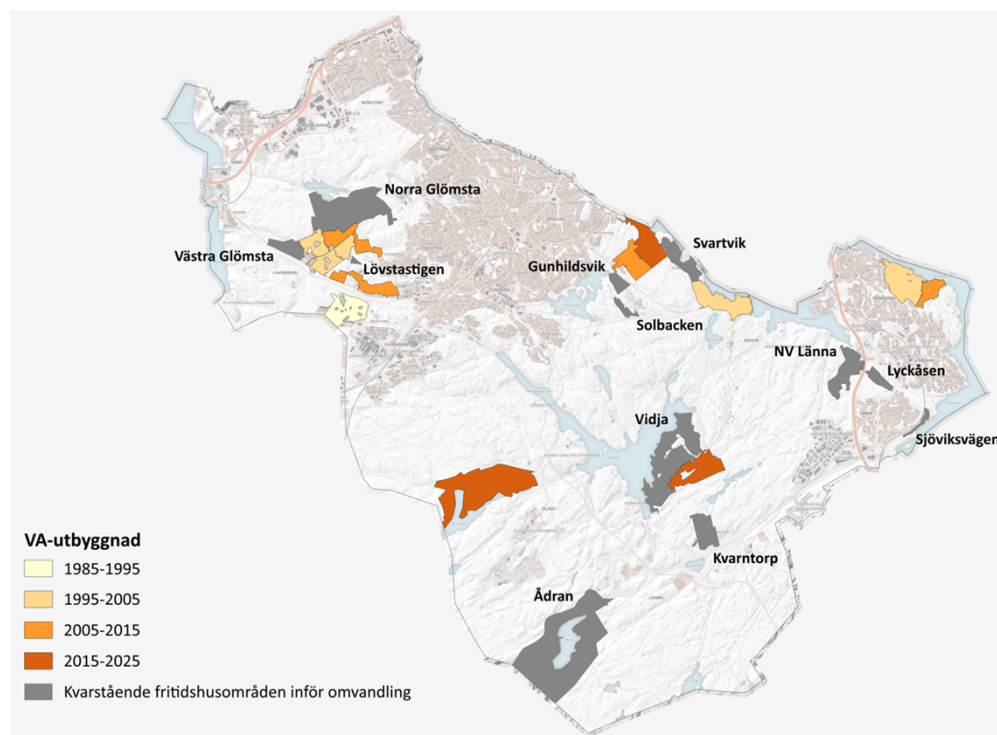 Norra Glömsta
Västra Glömsta
Lövstastigen
Svartvik
Gunhildsvik
Solbacken
NV Länna
Lyckåsen
Vidja
Sjöviksvägen
Kvarntorp
Ådran
VA-utbyggnad
1985-1995
1995-2005
2005-2015
2015-2025
Kvarstående fritidshusområden inför omvandling